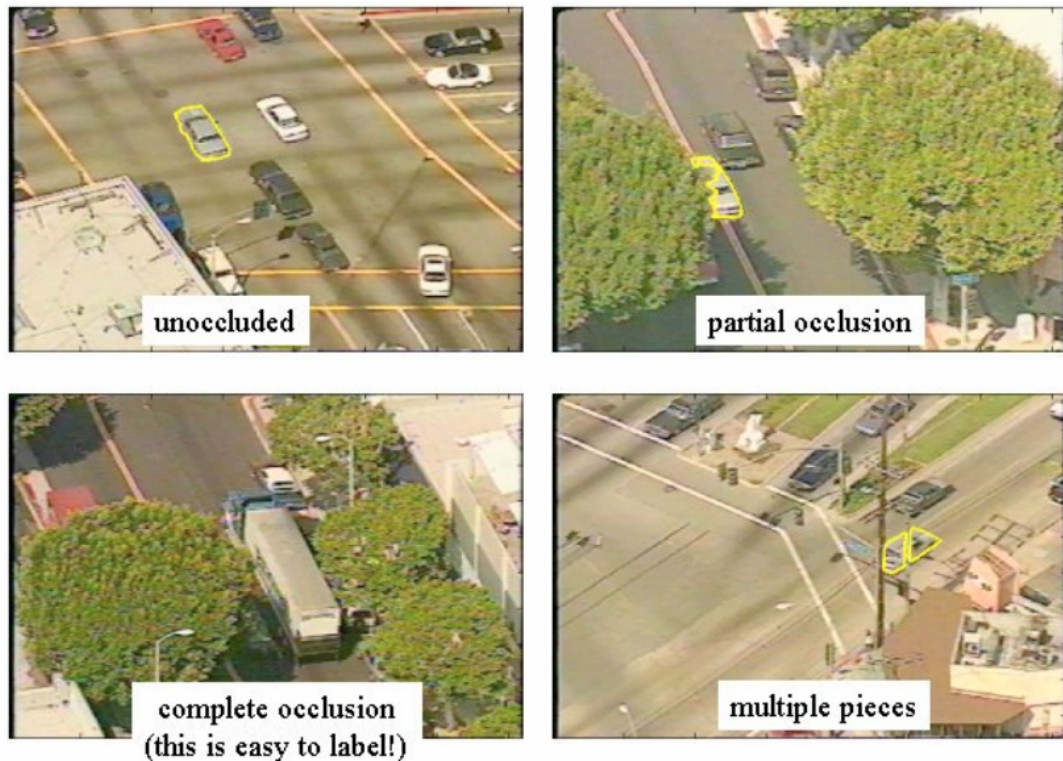 unoccluded
partial occlusion
complete occlusion
(this is easy to label!)
multiple pieces